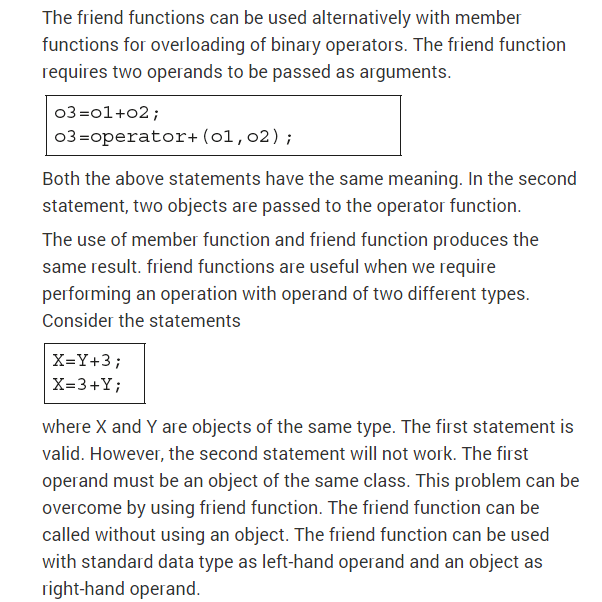 The friend functions can be used alternatively with member
functions for overloading of binary operators. The friend function
requires two operands to be passed as arguments.
o3=o1+o2;
o3=operator+(o1,o2);
Both the above statements have the same meaning. In the second
statement, two objects are passed to the operator function.
The use of member function and friend function produces the
same result. friend functions are useful when we require
performing an operation with operand of two different types.
Consider the statements
X=Y+3;
X=3+Y;
where X and Y are objects of the same type. The first statement is
valid. However, the second statement will not work. The first
operand must be an object of the same class. This problem can be
overcome by using friend function. The friend function can be
called without using an object. The friend function can be used
with standard data type as left-hand operand and an object as
right-hand operand.